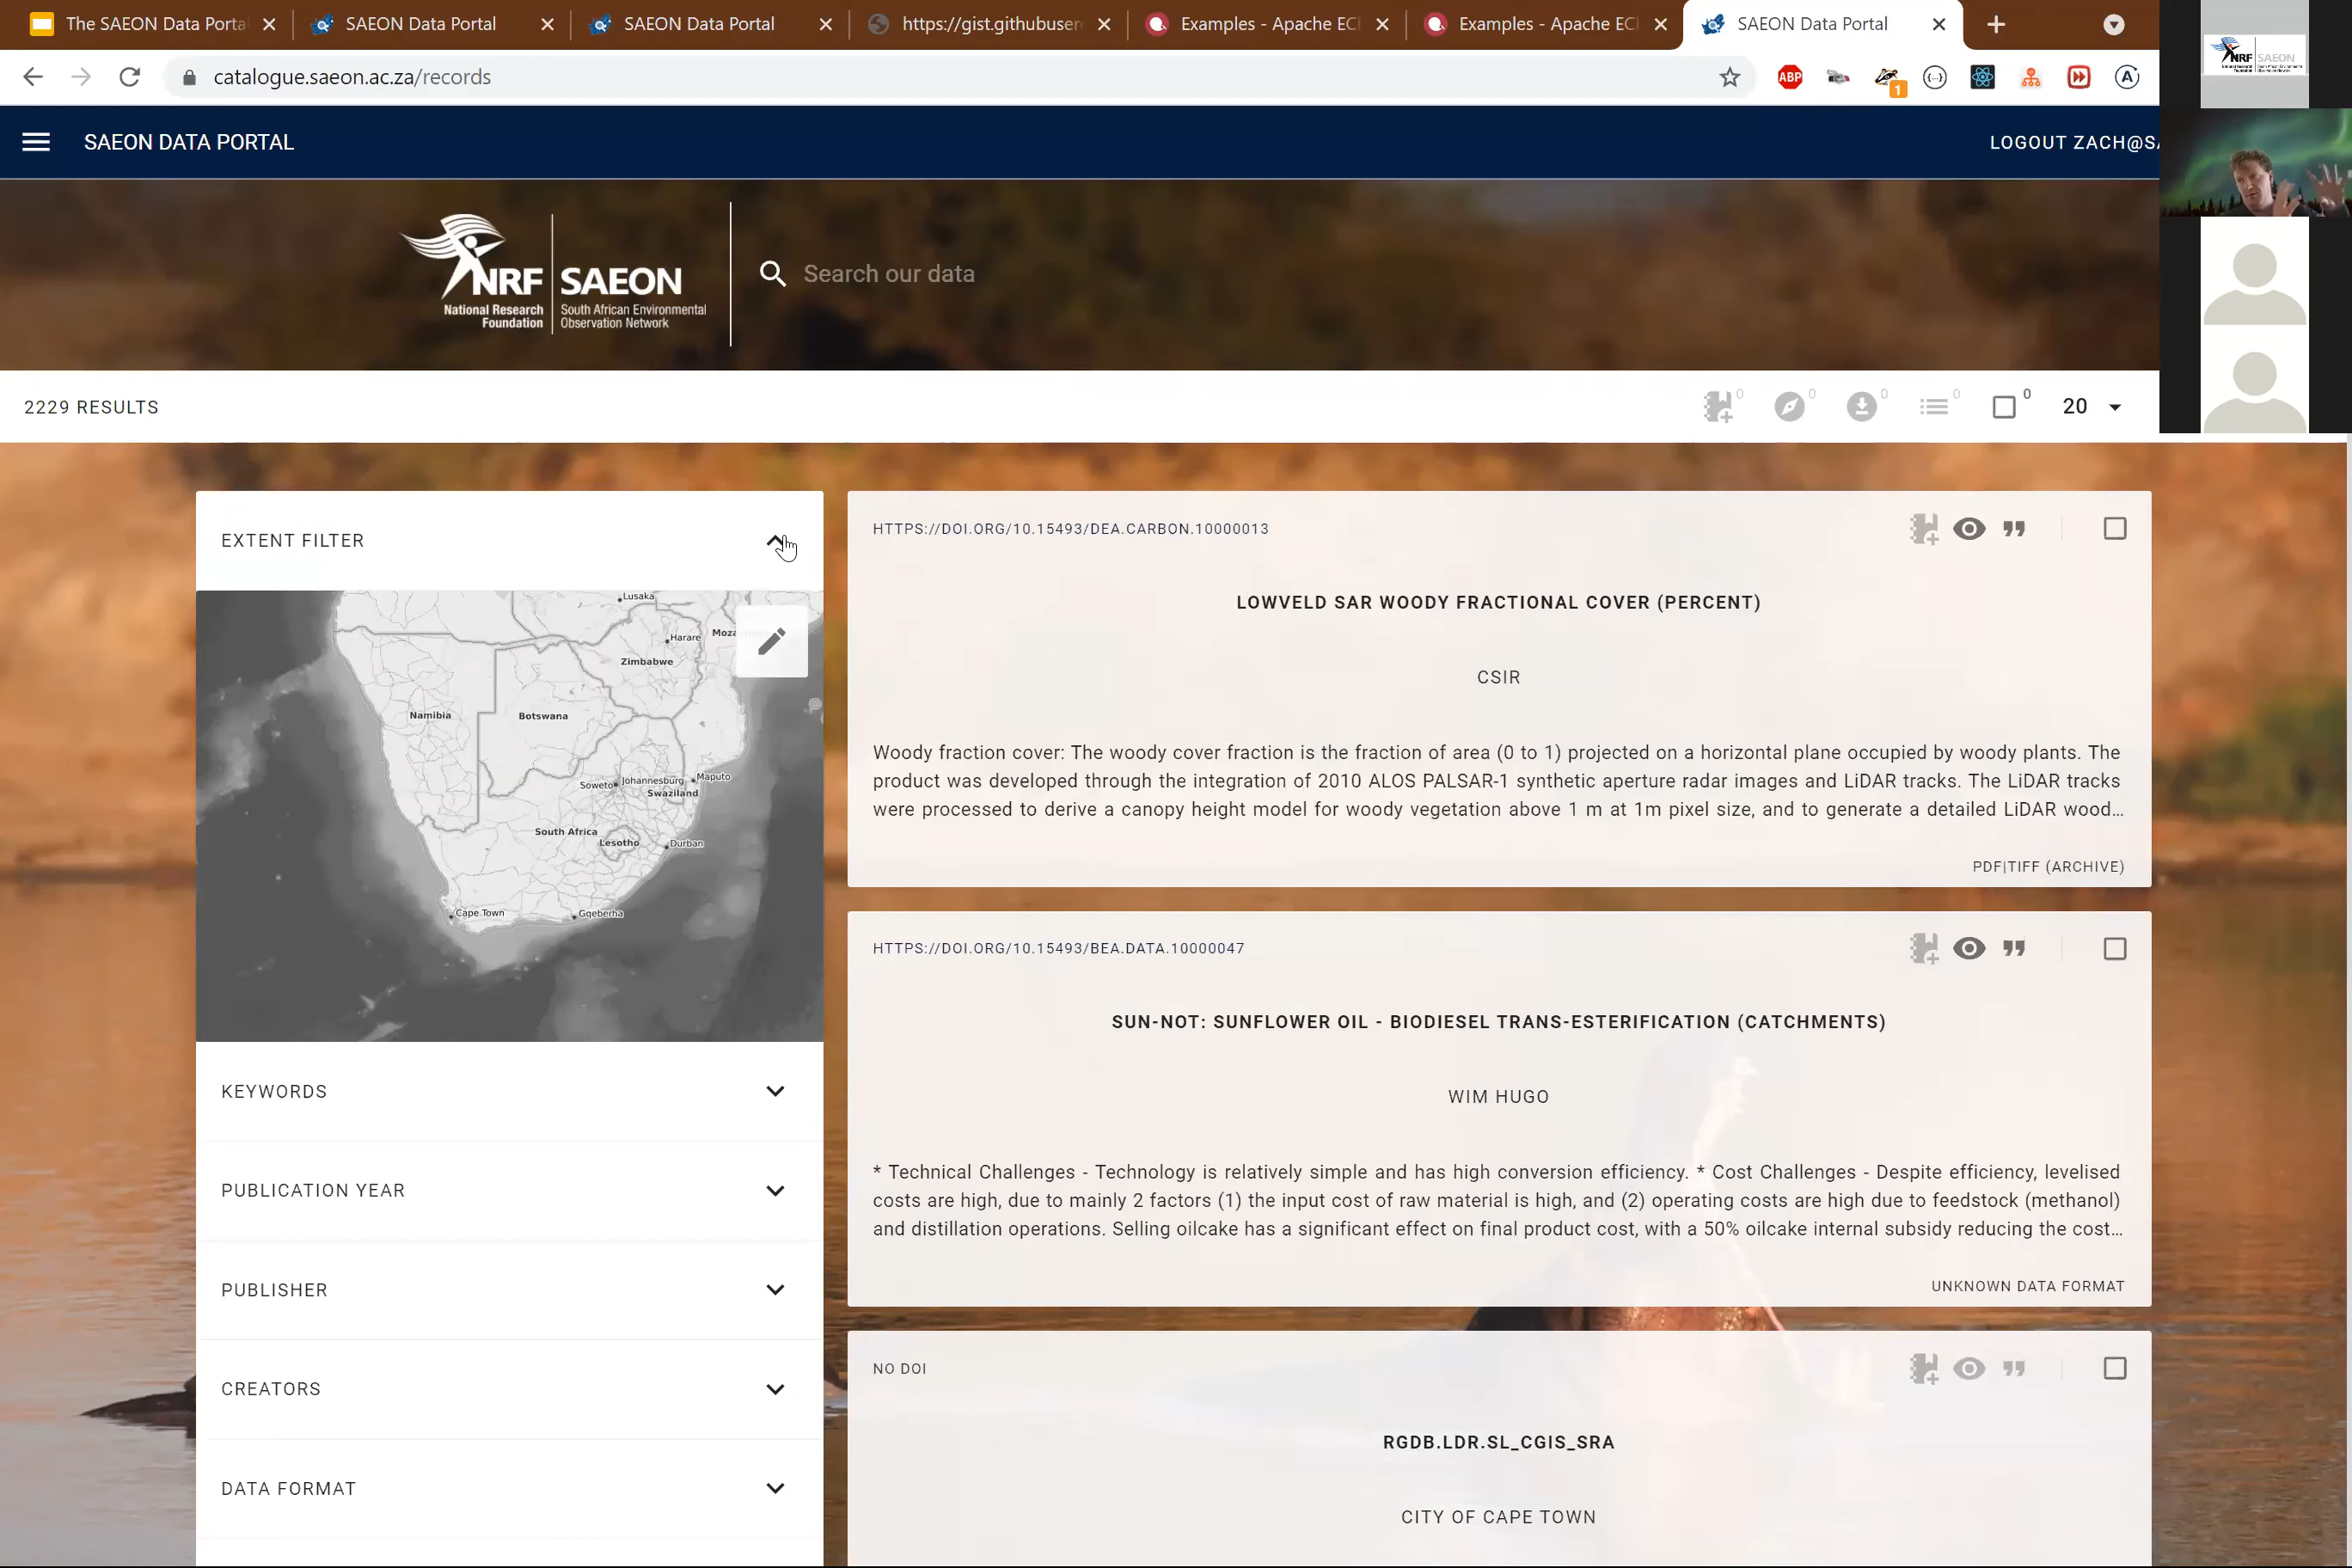 The SAEON Data Porta
SAEON Data Portal
SAEON Data Portal
https://gist.githubuser
Examples - Apache ECI
Examples - Apache ECI
SAEON Data Portal
catalogue.saeon.ac.za/records
ABP
1
A
SAEON DATA PORTAL
LOGOUT ZACH@SA
NRF
SAEON
National Research
Foundation
South African Environmental
Observation Network
Search our data
NRF
SAEON
2229 RESULTS
0
0
0
0
0
20
EXTENT FILTER
Lusaka
Harare
Moza
Zimbabwe
Namibia
Botswana
Johannesburg
Maputo
Soweto
Swaziland
South Africa
Lesotho
Durban
Cape Town
Gqeberha
KEYWORDS
PUBLICATION YEAR
PUBLISHER
CREATORS
DATA FORMAT
HTTPS://DOI.ORG/10.15493/DEA.CARBON.10000013
LOWVELD SAR WOODY FRACTIONAL COVER (PERCENT)
CSIR
Woody fraction cover: The woody cover fraction is the fraction of area (0 to 1) projected on a horizontal plane occupied by woody plants. The
product was developed through the integration of 2010 ALOS PALSAR-1 synthetic aperture radar images and LiDAR tracks. The LiDAR tracks
were processed to derive a canopy height model for woody vegetation above 1 m at 1m pixel size, and to generate a detailed LiDAR wood…
PDF|TIFF (ARCHIVE)
HTTPS://DOI.ORG/10.15493/BEA.DATA.10000047
SUN-NOT: SUNFLOWER OIL - BIODIESEL TRANS-ESTERIFICATION (CATCHMENTS)
WIM HUGO
* Technical Challenges - Technology is relatively simple and has high conversion efficiency. * Cost Challenges - Despite efficiency, levelised
costs are high, due to mainly 2 factors (1) the input cost of raw material is high, and (2) operating costs are high due to feedstock (methanol)
and distillation operations. Selling oilcake has a significant effect on final product cost, with a 50% oilcake internal subsidy reducing the cost…
UNKNOWN DATA FORMAT
NO DOI
RGDB.LDR.SL_CGIS_SRA
CITY OF CAPE TOWN